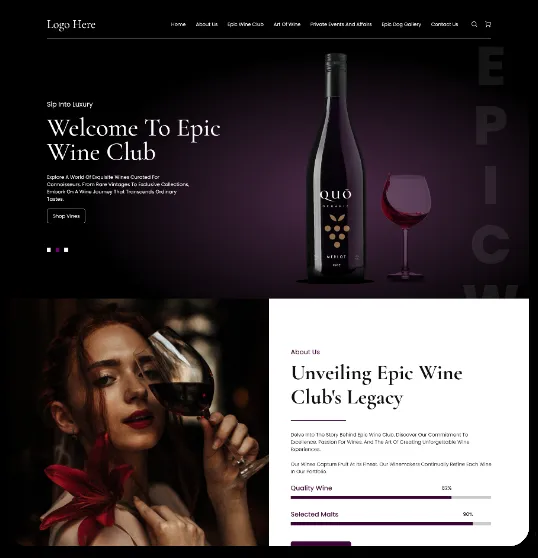 Logo Here
Home About Us Epic Wine Club Art Of Wine Private Events And Affairs Epic Dog Gallery Contact Us
Sip Into Luxury
Welcome To Epic
Wine Club
Explore A World Of Exquisite Wines Curated For
Connoisseurs. From Rare Vintages To Exclusive Collections,
Embark On A Wine Journey That Transcends Ordinary
Tastes.
Shop Vines
QUÕ
MERLOT
E
P
I
C
W
About Us
Unveiling Epic Wine
Club's Legacy
Delve Into The Story Behind Epic Wine Club. Discover Our Commitment To
Excellence, Passion For Wines, And The Art Of Creating Unforgettable Wine
Experiences.
Our Wines Capture Fruit At Its Finest. Our Winemakers Continually Refine Each Wine
In Our Portfolio.
Quality Wine
Selected Malts 90%